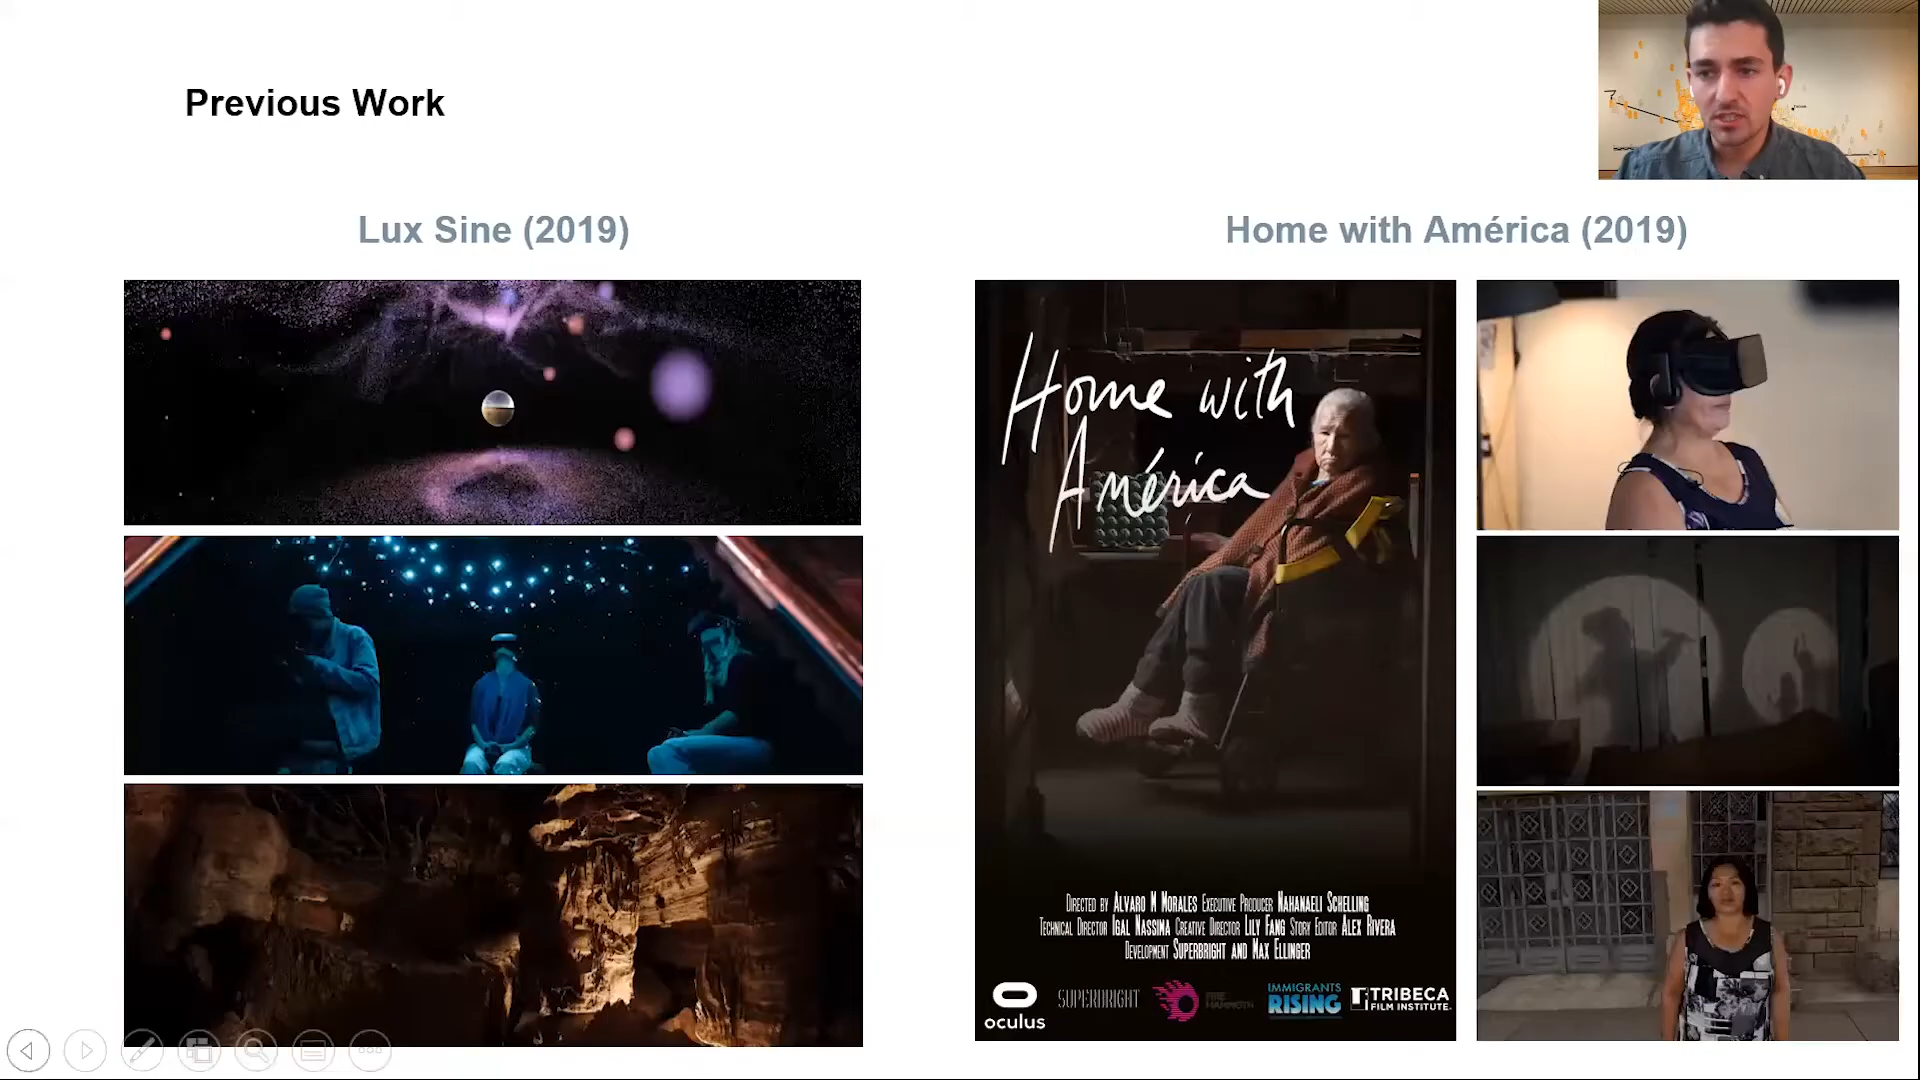 Previous Work
Lux Sine (2019)
Home with América (2019)
Home with
América
DIRECTED BY ALVARO M MORALES EXECUTIVE PRODUCER NAHANAELI SCHELLING
TECHNICAL DIRECTOR IGAL NASSIMA CREATIVE DIRECTOR LILY FANG STORY EDITOR ALEX RIVERA
DEVELOPMENT SUPERBRIGHT AND MAX ELLINGER
oculus
SUPERBRIGHT
FIRE
MAMMOTH
IMMIGRANTS
RISING
TRIBECA
FILM INSTITUTE